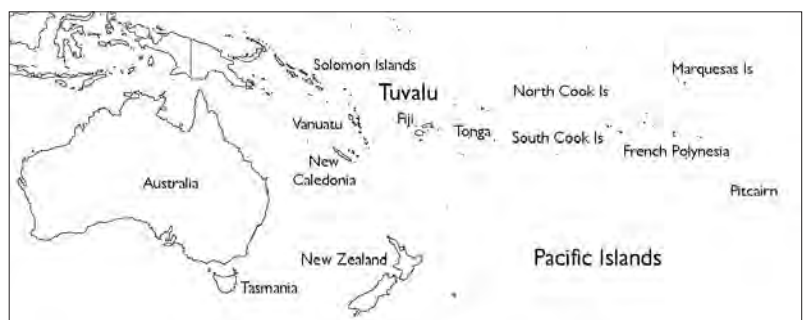 Solomon Islands
Marquesas Is
Tuvalu
North Cook Is
Vanuatu
Fiji
Tonga
South Cook Is
French Polynesia
New
Caledonia
Australia
Pitcairn
New Zealand
Pacific Islands
Tasmania